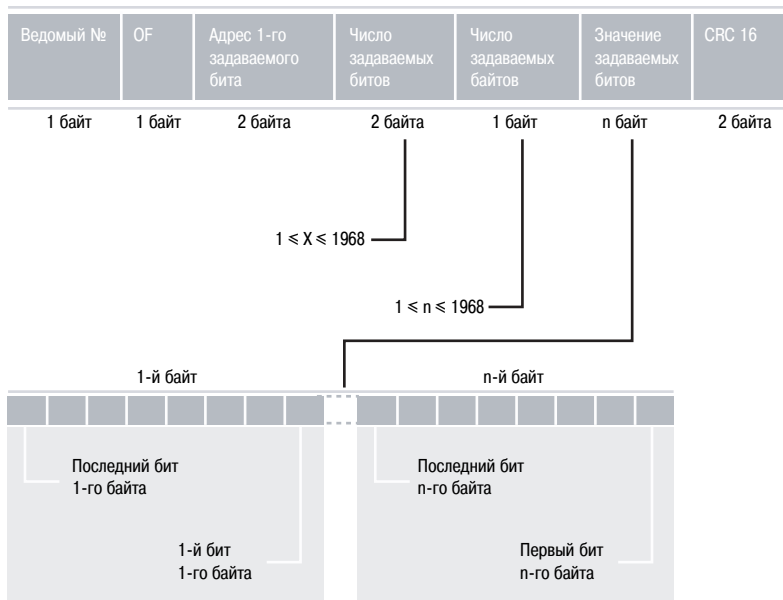 Ведомый №
OF
Адрес 1-го
задаваемого
бита
Число
задаваемых
битов
Число
задаваемых
байтов
Значение
задаваемых
битов
CRC 16
1 байт
1 байт
2 байта
2 байта
1 байт
n байт
2 байта
1 ⩽ X ⩽ 1968
1 ⩽ n ⩽ 1968
1-й байт
n-й байт
Последний бит
1-го байта
Последний бит
n-го байта
1-й бит
1-го байта
Первый бит
n-го байта